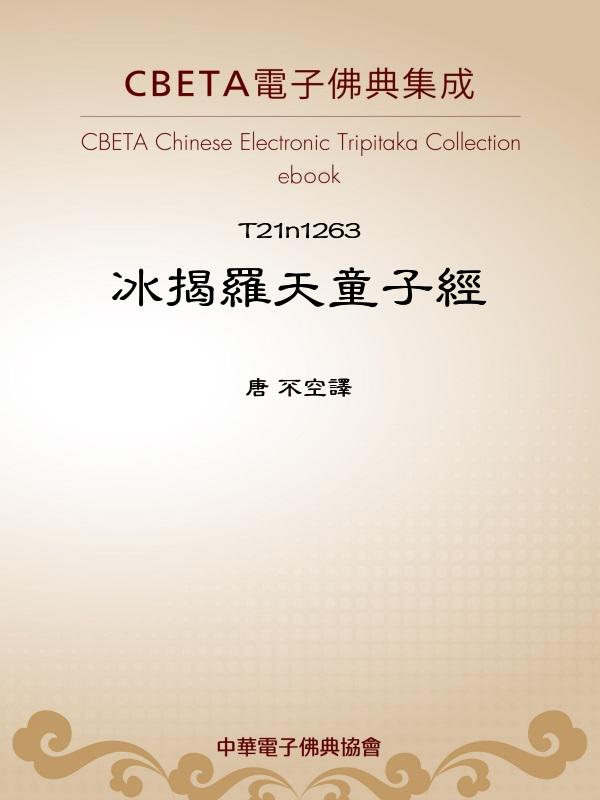 CBETA電子佛典集成
CBETA Chinese Electronic Tripitaka Collection
ebook
T21n1263
冰揭羅天童子經
唐 不空譯
中華電子佛典協會